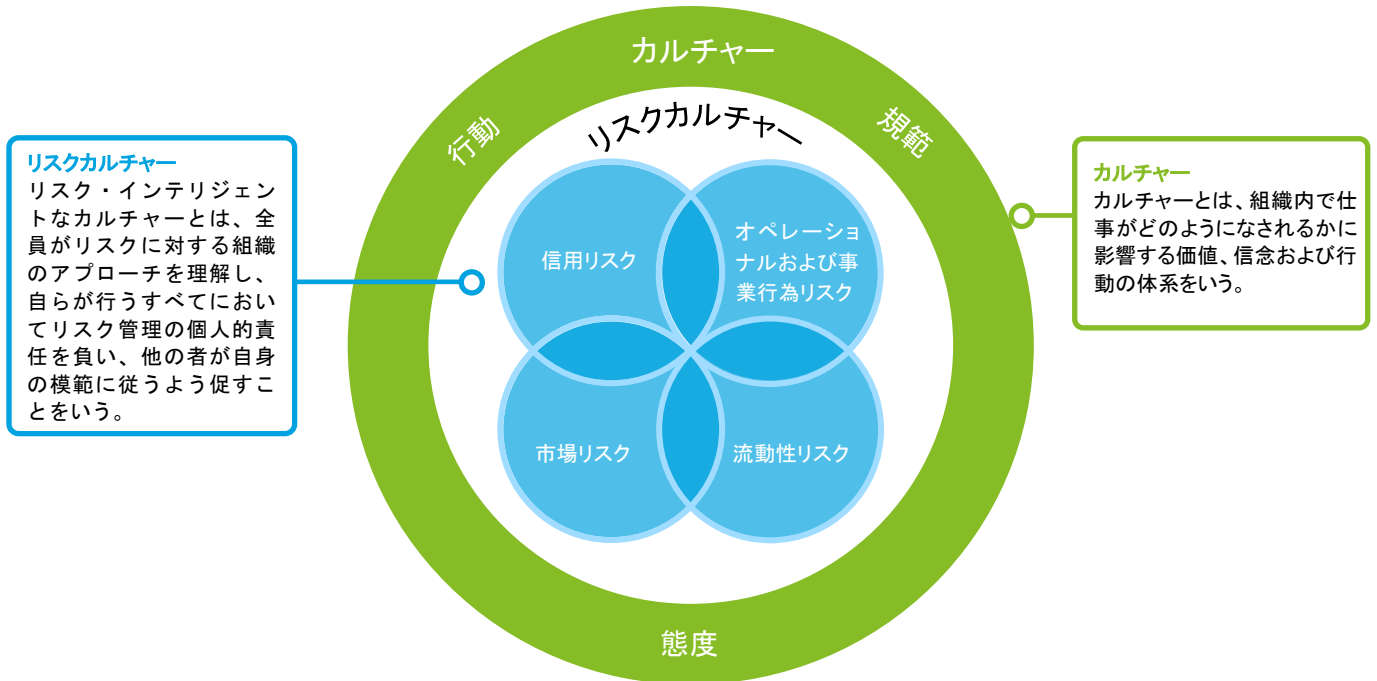 カルチャー
行動
規範
リスクカルチャー
リスクカルチャー
リスク・インテリジェン
トなカルチャーとは、全
員がリスクに対する組織
のアプローチを理解し、
自らが行うすべてにおい
てリスク管理の個人的責
任を負い、他の者が自身
の模範に従うよう促すこ
とをいう。
信用リスク
オペレーショ
ナルおよび事
業行為リスク
市場リスク
流動性リスク
カルチャー
カルチャーとは、組織内で仕
事がどのようになされるかに
影響する価値、信念および行
動の体系をいう。
態度